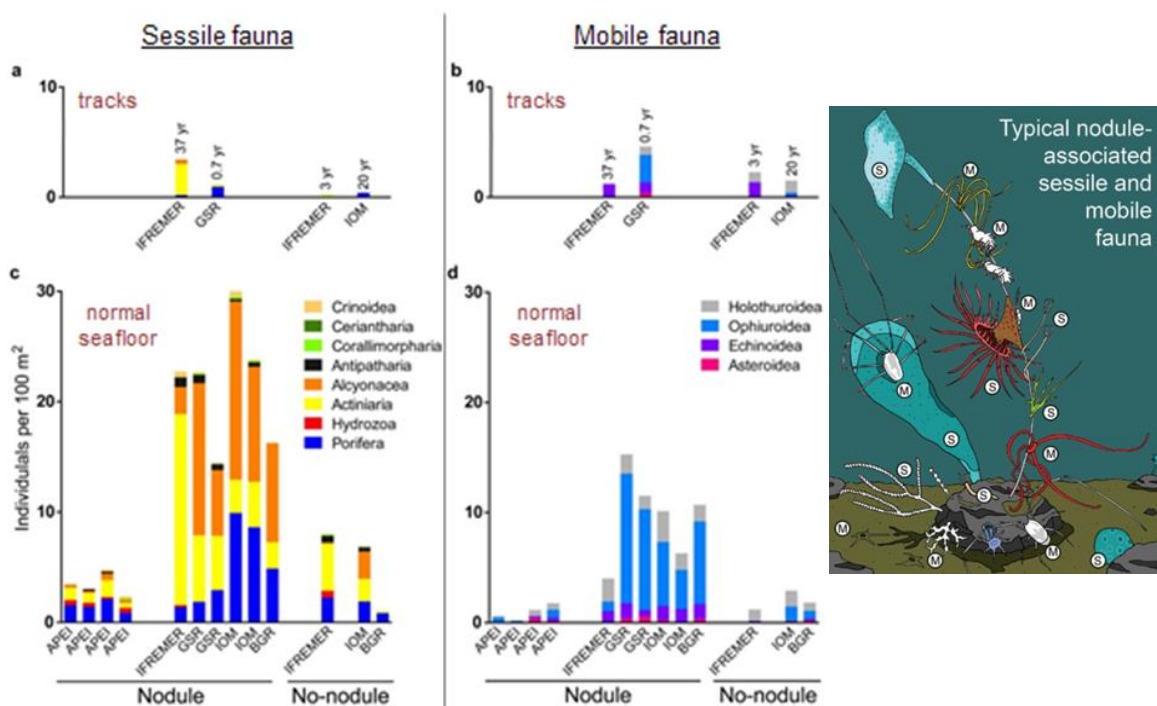 Sessile fauna
Mobile fauna
a
tracks
10
0
37 yr
0.7 yr
3 yr
20 yr
IFREMER
GSR
IFREMER
IOM
b
tracks
10
0
37 yr
0.7 yr
3 yr
20 yr
IFREMER
GSR
IFREMER
IOM
c
normal
seafloor
Individulals per 100 m²
30
20
10
0
Crinoidea
Ceriantharia
Corallimorpharia
Antipatharia
Alcyonacea
Actiniaria
Hydrozoa
Porifera
APEI
APEI
APEI
APEI
IFREMER
GSR
GSR
IOM
IOM
BGR
IFREMER
IOM
BGR
Nodule
No-nodule
d
normal
seafloor
30
20
10
0
Holothuroidea
Ophiuroidea
Echinoidea
Asteroidea
APEI
APEI
APEI
APEI
IFREMER
GSR
GSR
IOM
IOM
BGR
IFREMER
IOM
BGR
Nodule
No-nodule
Typical nodule-
associated
sessile and
mobile
fauna
S
M
M
M
S
S
M
S
S
M
S
S
M
M
M
S